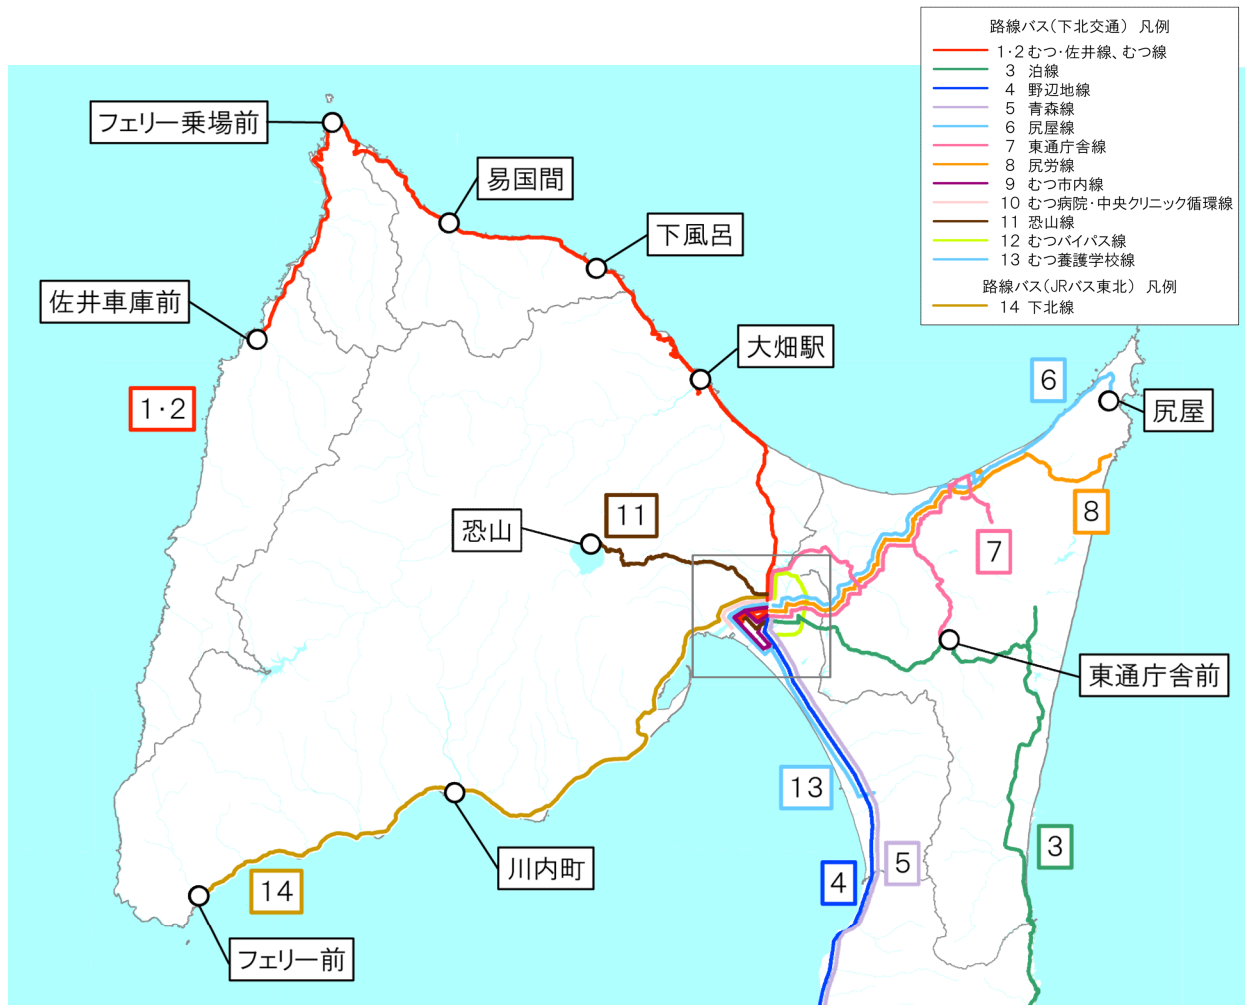 路線バス(下北交通) 凡例
1・2 むつ・佐井線、むつ線
3 泊線
4 野辺地線
5 青森線
6 尻屋線
7 東通庁舎線
8 尻労線
9 むつ市内線
10 むつ病院・中央クリニック循環線
11 恐山線
12 むつバイパス線
13 むつ養護学校線
路線バス(JRバス東北) 凡例
14 下北線
フェリー乗場前
易国間
下風呂
佐井車庫前
大畑駅
1・2
6
尻屋
恐山
11
8
7
東通庁舎前
13
3
川内町
14
4
5
フェリー前